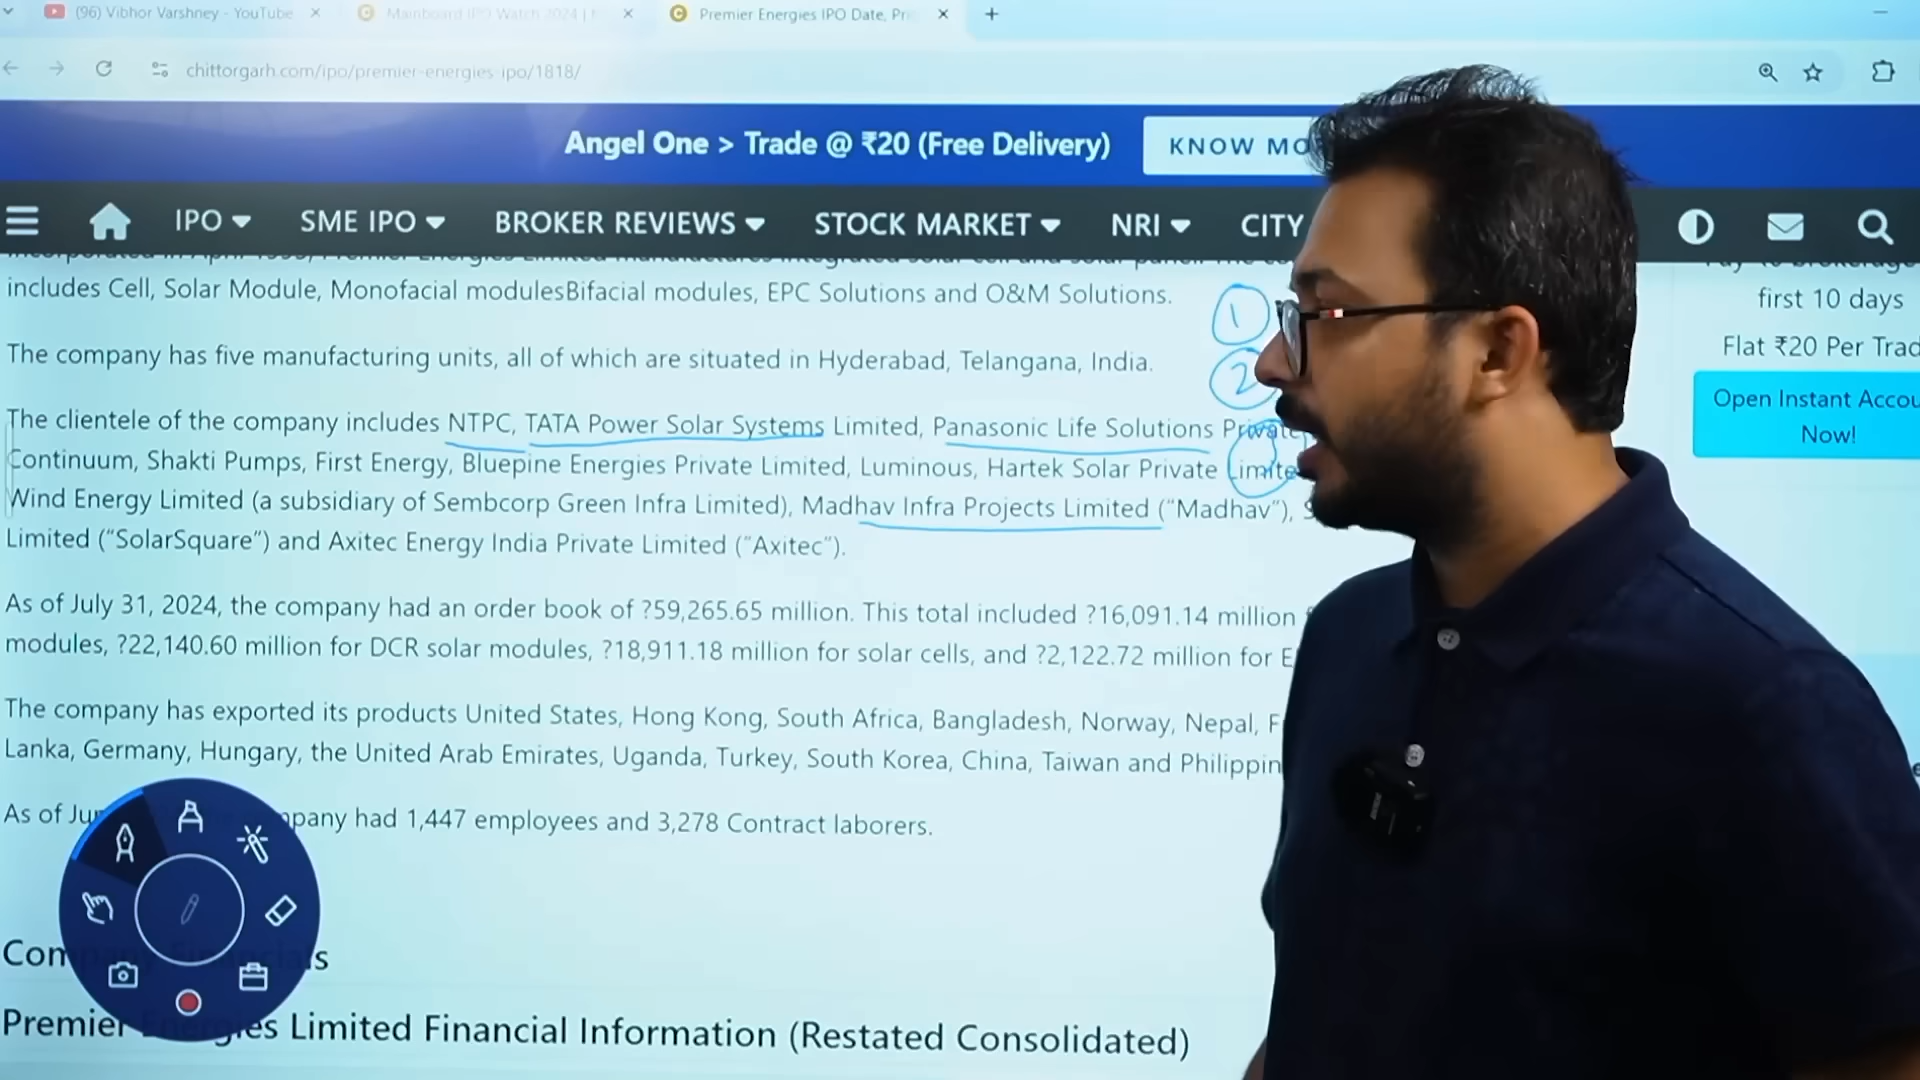 (96) Vibhor Varshney - YouTube
Mainboard IPO Watch 2024 |
Premier Energies IPO Date, Pri
chittorgarh.com/ipo/premier-energies-ipo/1818/
Angel One > Trade @ ₹20 (Free Delivery)
KNOW MO
IPO
SME IPO
BROKER REVIEWS
STOCK MARKET
NRI
CITY
includes Cell, Solar Module, Monofacial modulesBifacial modules, EPC Solutions and O&M Solutions.
The company has five manufacturing units, all of which are situated in Hyderabad, Telangana, India.
The clientele of the company includes NTPC, TATA Power Solar Systems Limited, Panasonic Life Solutions Private
Continuum, Shakti Pumps, First Energy, Bluepine Energies Private Limited, Luminous, Hartek Solar Private Limite
Wind Energy Limited (a subsidiary of Sembcorp Green Infra Limited), Madhav Infra Projects Limited ("Madhav"), S
Limited ("SolarSquare") and Axitec Energy India Private Limited ("Axitec").
As of July 31, 2024, the company had an order book of ?59,265.65 million. This total included ?16,091.14 million f
modules, ?22,140.60 million for DCR solar modules, ?18,911.18 million for solar cells, and ?2,122.72 million for E
The company has exported its products United States, Hong Kong, South Africa, Bangladesh, Norway, Nepal, F
Lanka, Germany, Hungary, the United Arab Emirates, Uganda, Turkey, South Korea, China, Taiwan and Philippin
As of Ju mpany had 1,447 employees and 3,278 Contract laborers.
1
2
first 10 days
Flat ₹20 Per Trad
Open Instant Accou
Now!
Company Financials
Premier Energies Limited Financial Information (Restated Consolidated)